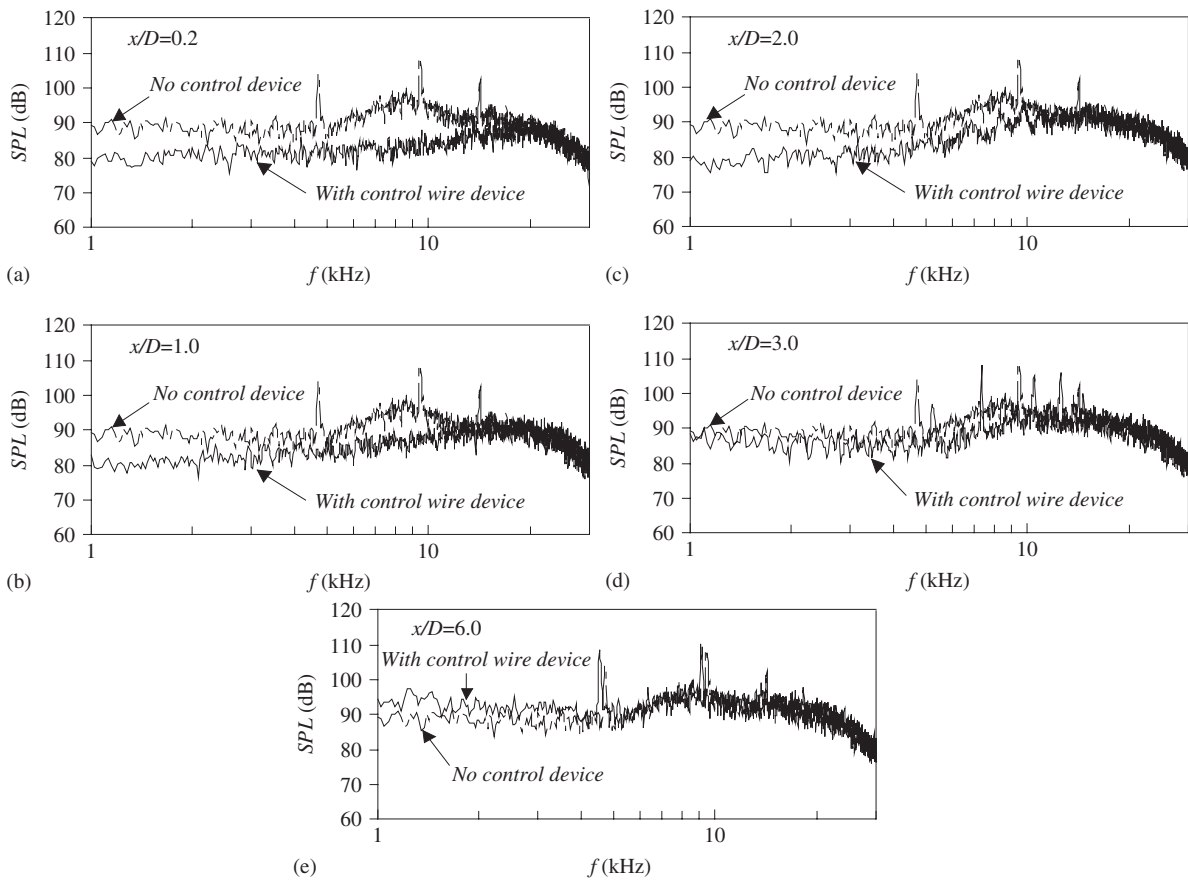 120
110
100
90
80
70
60
SPL (dB)
x/D=0.2
No control device
With control wire device
1
10
f (kHz)
(a)
120
110
100
90
80
70
60
SPL (dB)
x/D=2.0
No control device
With control wire device
1
10
f (kHz)
(c)
120
110
100
90
80
70
60
SPL (dB)
x/D=1.0
No control device
With control wire device
1
10
f (kHz)
(b)
120
110
100
90
80
70
60
SPL (dB)
x/D=3.0
No control device
With control wire device
1
10
f (kHz)
(d)
120
110
100
90
80
70
60
SPL (dB)
x/D=6.0
With control wire device
No control device
1
10
f (kHz)
(e)